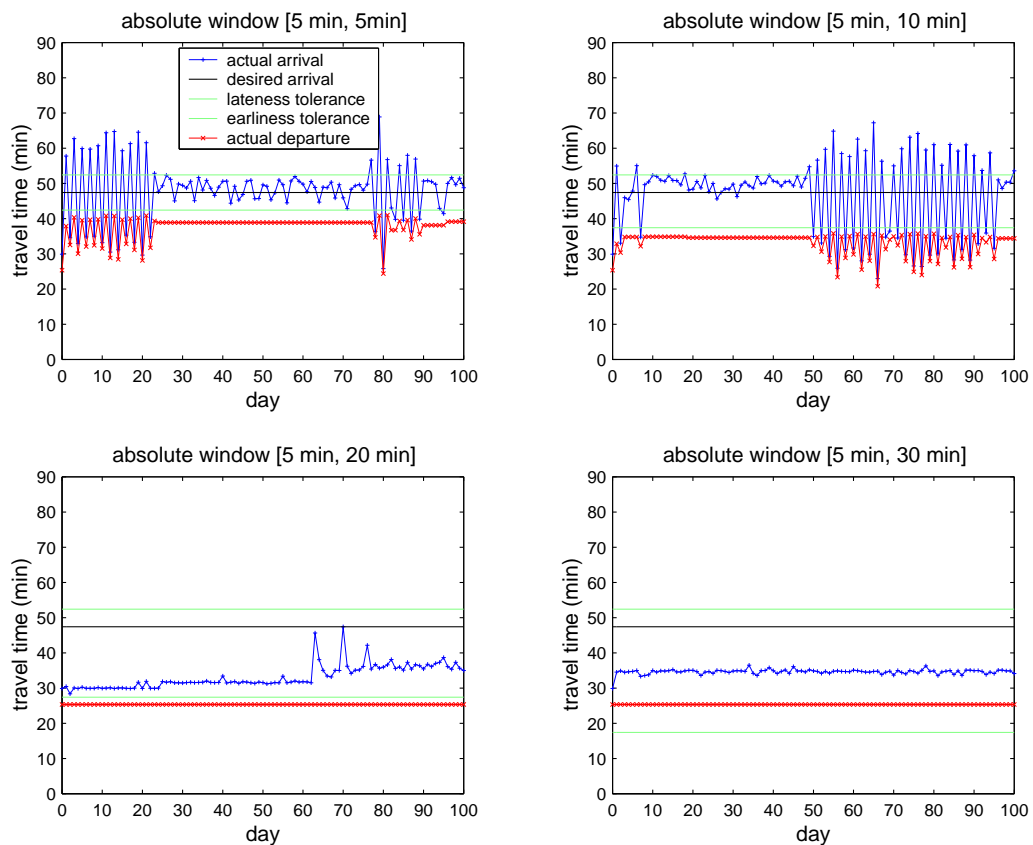 absolute window [5 min, 5min]
90
80
70
60
50
40
30
20
10
0
travel time (min)
actual arrival
desired arrival
lateness tolerance
earliness tolerance
actual departure
0 10 20 30 40 50 60 70 80 90 100
day
absolute window [5 min, 10 min]
90
80
70
60
50
40
30
20
10
0
travel time (min)
0 10 20 30 40 50 60 70 80 90 100
day
absolute window [5 min, 20 min]
90
80
70
60
50
40
30
20
10
0
travel time (min)
0 10 20 30 40 50 60 70 80 90 100
day
absolute window [5 min, 30 min]
90
80
70
60
50
40
30
20
10
0
travel time (min)
0 10 20 30 40 50 60 70 80 90 100
day